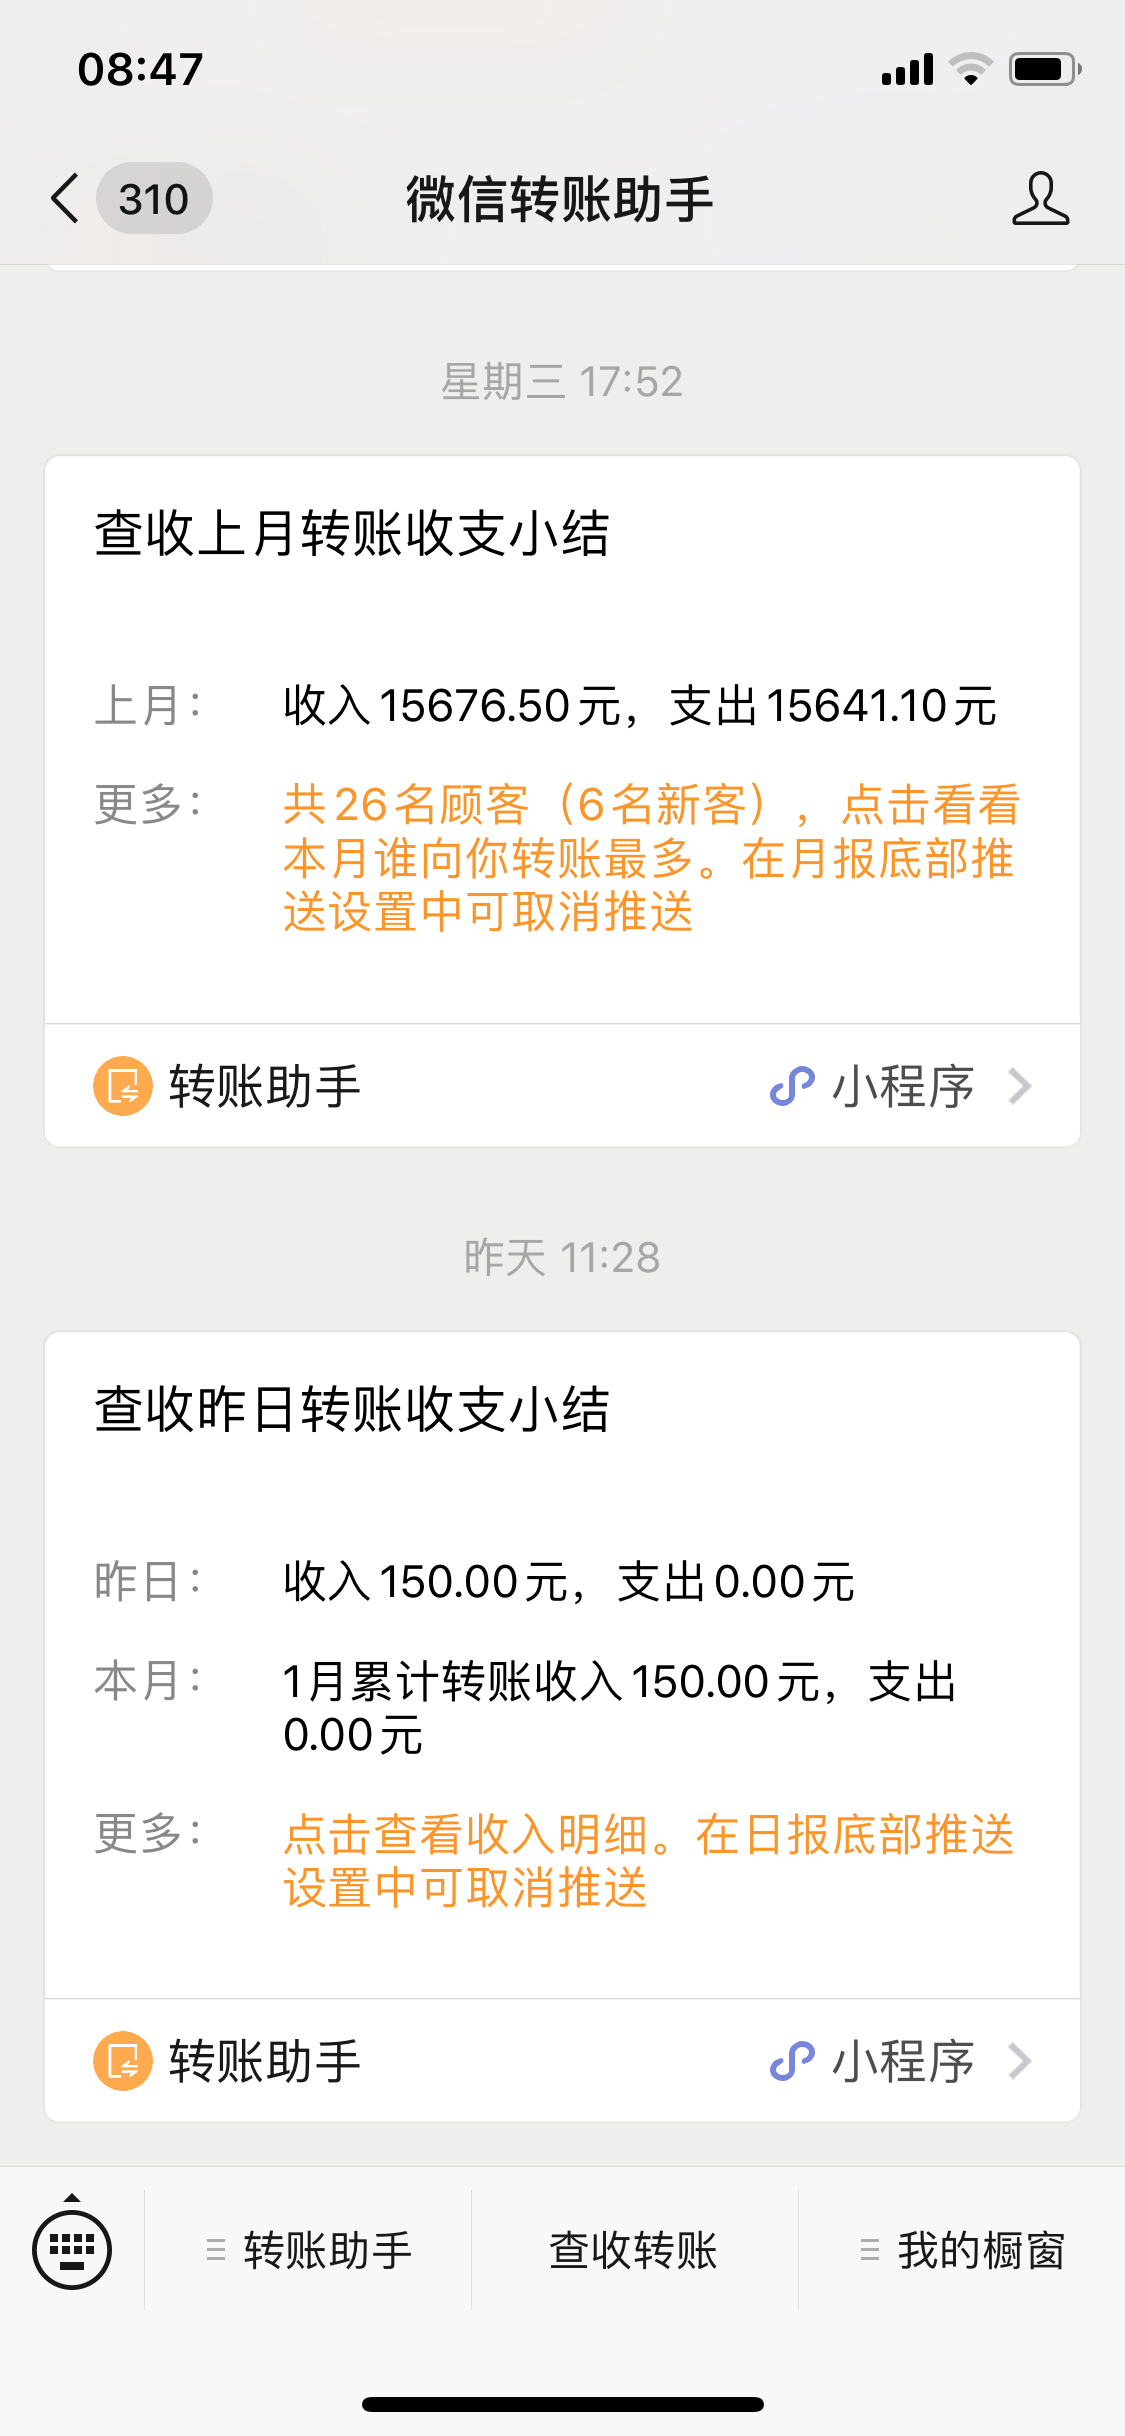 08:47
310
微信转账助手
星期三 17:52
查收上月转账收支小结
上月： 收入15676.50元，支出15641.10元
更多： 共26名顾客（6名新客），点击看看
本月谁向你转账最多。在月报底部推
送设置中可取消推送
转账助手 小程序
昨天 11:28
查收昨日转账收支小结
昨日： 收入150.00元，支出0.00元
本月： 1月累计转账收入150.00元，支出
0.00元
更多： 点击查看收入明细。在日报底部推送
设置中可取消推送
转账助手 小程序
转账助手 查收转账 我的橱窗